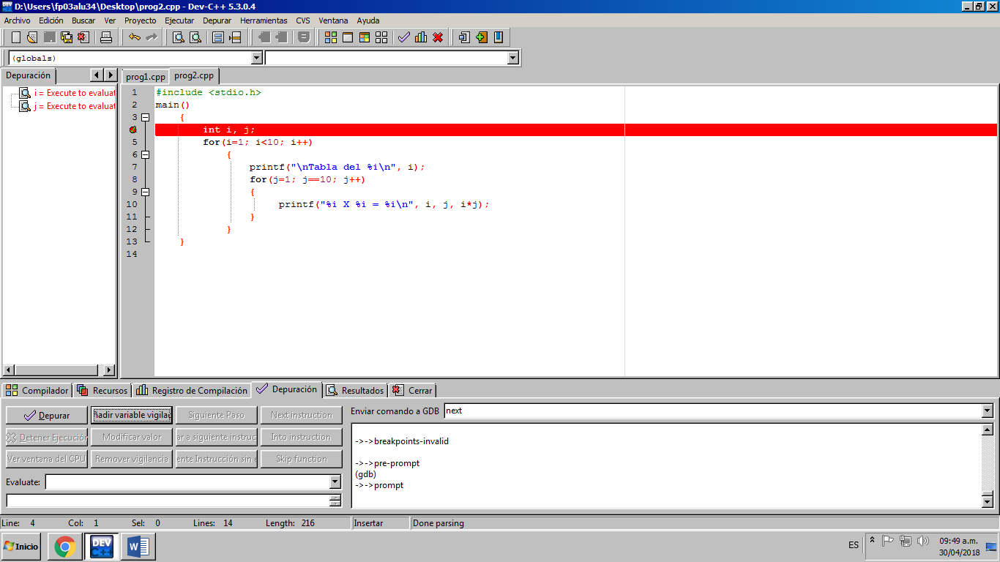 D:\Users\fp03alu34\Desktop\prog2.cpp - Dev-C++ 5.3.0.4
Archivo Edición Buscar Ver Proyecto Ejecutar Depurar Herramientas CVS Ventana Ayuda
(globals)
Depuración
prog1.cpp prog2.cpp
i = Execute to evaluat
j = Execute to evaluat
1 #include <stdio.h>
2 main()
3 {
int i, j;
5 for(i=1; i<10; i++)
6 {
7 printf("\nTabla del %i\n", i);
8 for(j=1; j==10; j++)
9 {
10 printf("%i X %i = %i\n", i, j, i*j);
11 }
12 }
13 }
14
Compilador Recursos Registro de Compilación Depuración Resultados Cerrar
Depurar ñadir variable vigilad Siguiente Paso Next instruction
Detener Ejecución Modificar valor ar a siguiente instruc Into instruction
Ver ventana del CPU Remover vigilancia ente Instrucción sin Skip function
Evaluate:
Enviar comando a GDB next
->->breakpoints-invalid
->->pre-prompt
(gdb)
->->prompt
Line: 4 Col: 1 Sel: 0 Lines: 14 Length: 216 Insertar Done parsing
Inicio DEV C++ W ES 09:49 a.m.
30/04/2018